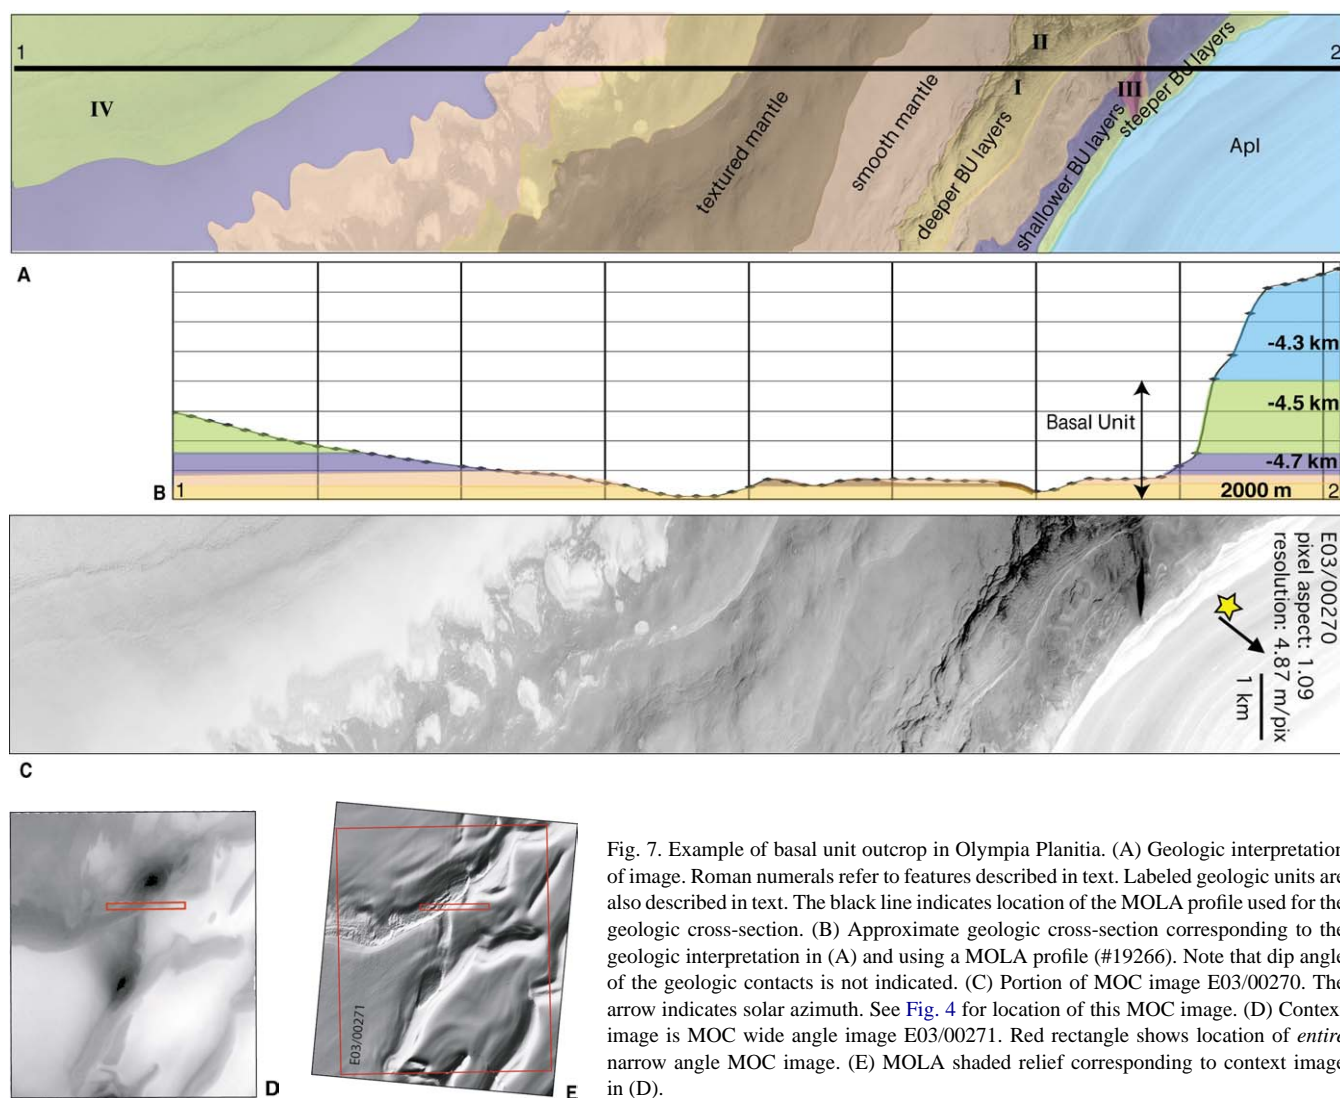 1
2
IV
II
I
III
textured mantle
smooth mantle
deeper BU layers
shallower BU layers
steeper BU layers
Apl
A
-4.3 km
-4.5 km
Basal Unit
-4.7 km
2000 m
B
1
2
E03/00270
pixel aspect: 1.09
resolution: 4.87 m/pix
1 km
C
E03/00271
D
E
Fig. 7. Example of basal unit outcrop in Olympia Planitia. (A) Geologic interpretation
of image. Roman numerals refer to features described in text. Labeled geologic units are
also described in text. The black line indicates location of the MOLA profile used for the
geologic cross-section. (B) Approximate geologic cross-section corresponding to the
geologic interpretation in (A) and using a MOLA profile (#19266). Note that dip angle
of the geologic contacts is not indicated. (C) Portion of MOC image E03/00270. The
arrow indicates solar azimuth. See Fig. 4 for location of this MOC image. (D) Contex
image is MOC wide angle image E03/00271. Red rectangle shows location of entire
narrow angle MOC image. (E) MOLA shaded relief corresponding to context image
in (D).